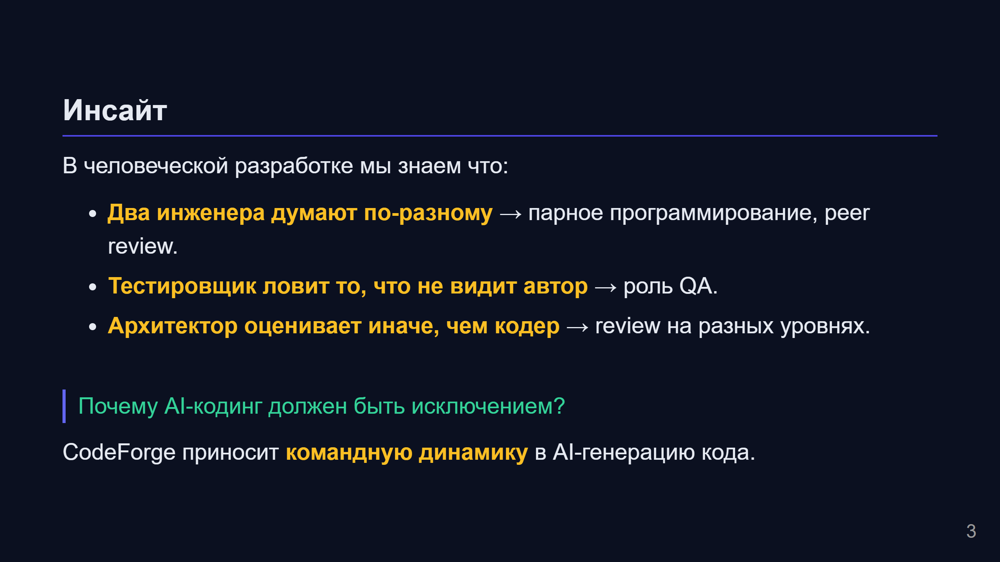 Инсайт
В человеческой разработке мы знаем что:
• Два инженера думают по-разному → парное программирование, peer
review.
• Тестировщик ловит то, что не видит автор → роль QA.
• Архитектор оценивает иначе, чем кодер → review на разных уровнях.
Почему AI-кодинг должен быть исключением?
CodeForge приносит командную динамику в AI-генерацию кода.
3